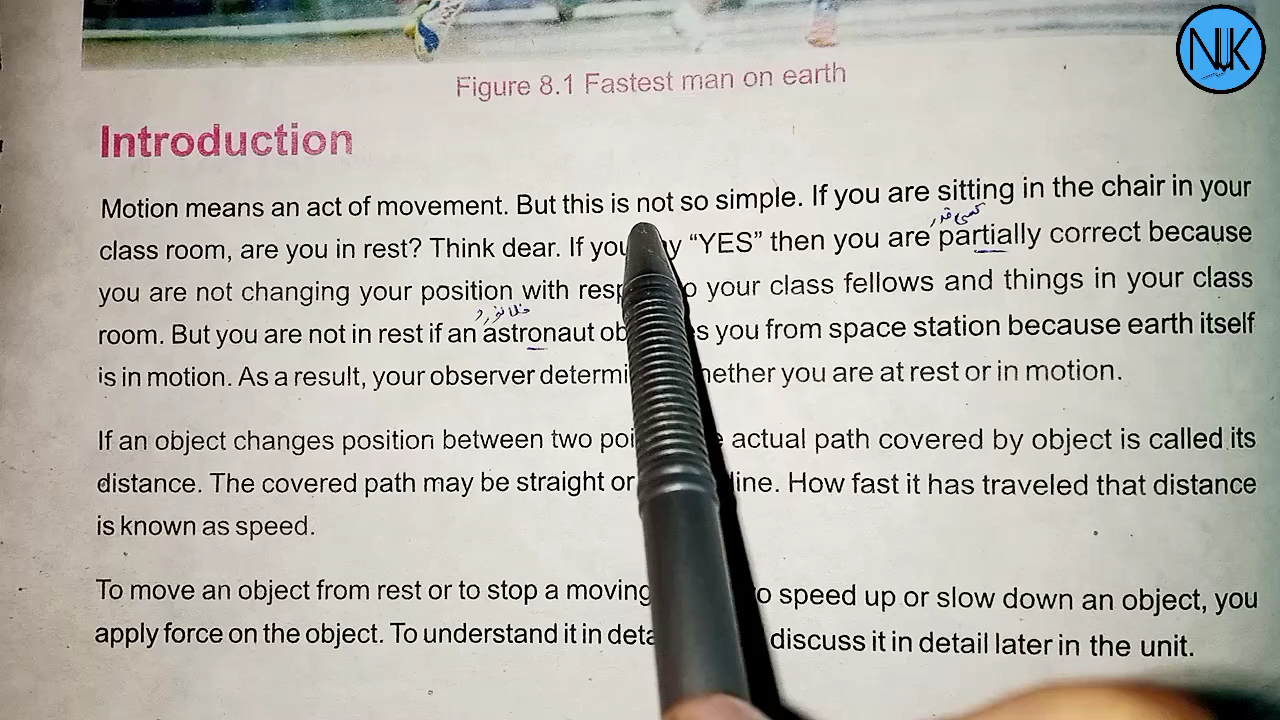 NJK
Figure 8.1 Fastest man on earth
Introduction
Motion means an act of movement. But this is not so simple. If you are sitting in the chair in your
کسی قدر
class room, are you in rest? Think dear. If you "YES" then you are partially correct because
you are not changing your position with to your class fellows and things in your class
خلا نورد
room. But you are not in rest if an astronaut you from space station because earth itself
is in motion. As a result, your observer whether you are at rest or in motion.
If an object changes position between two actual path covered by object is called its
distance. The covered path may be straight or line. How fast it has traveled that distance
is known as speed.
To move an object from rest or to stop a moving to speed up or slow down an object, you
apply force on the object. To understand it in discuss it in detail later in the unit.